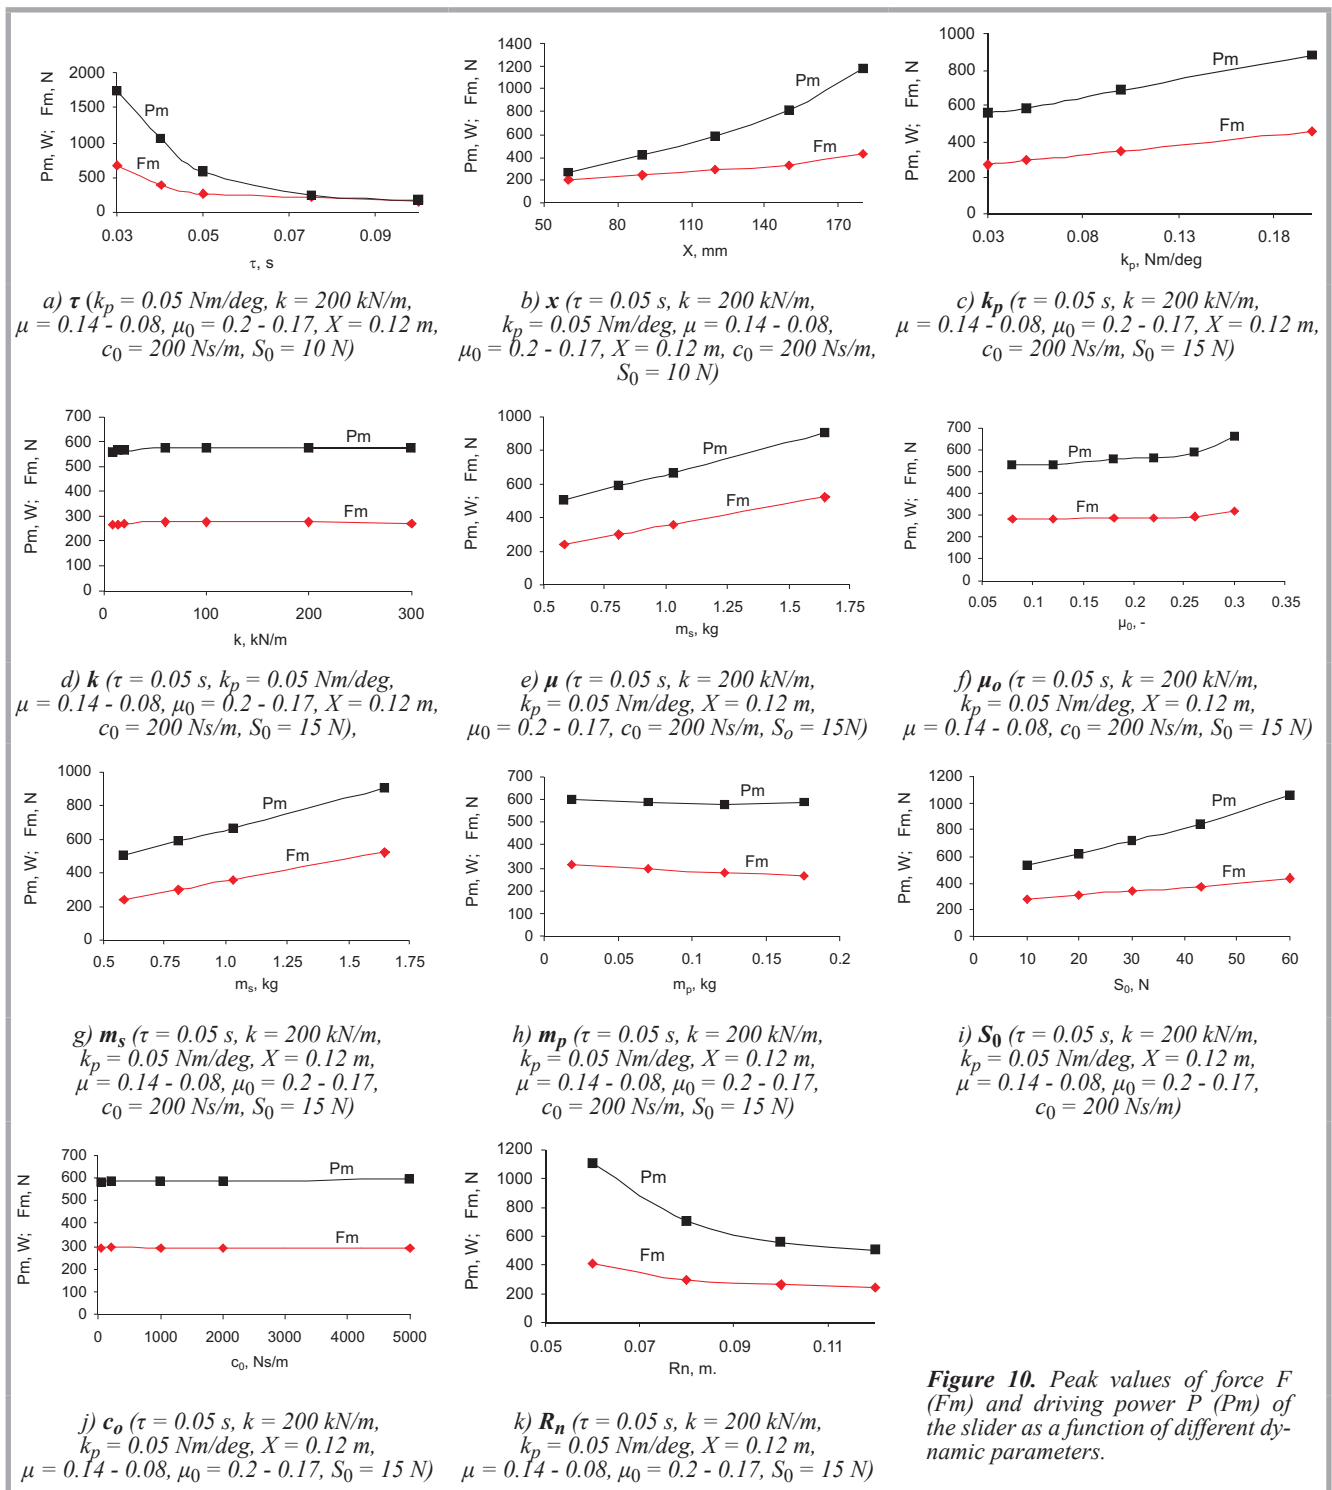 2000
1500
1000
500
0
Pm, W; Fm, N
Pm
Fm
0.03 0.05 0.07 0.09
τ, s
a) τ (kp = 0.05 Nm/deg, k = 200 kN/m,
μ = 0.14 - 0.08, μ0 = 0.2 - 0.17, X = 0.12 m,
c0 = 200 Ns/m, S0 = 10 N)
1400
1200
1000
800
600
400
200
0
Pm, W; Fm, N
Pm
Fm
50 80 110 140 170
X, mm
b) x (τ = 0.05 s, k = 200 kN/m,
kp = 0.05 Nm/deg, μ = 0.14 - 0.08,
μ0 = 0.2 - 0.17, X = 0.12 m, c0 = 200 Ns/m,
S0 = 10 N)
1000
800
600
400
200
0
Pm, W; Fm, N
Pm
Fm
0.03 0.08 0.13 0.18
kp, Nm/deg
c) kp (τ = 0.05 s, k = 200 kN/m,
μ = 0.14 - 0.08, μ0 = 0.2 - 0.17, X = 0.12 m,
c0 = 200 Ns/m, S0 = 15 N)
700
600
500
400
300
200
100
0
Pm, W; Fm, N
Pm
Fm
0 100 200 300
k, kN/m
d) k (τ = 0.05 s, kp = 0.05 Nm/deg,
μ = 0.14 - 0.08, μ0 = 0.2 - 0.17, X = 0.12 m,
c0 = 200 Ns/m, S0 = 15 N),
1000
800
600
400
200
0
Pm, W; Fm, N
Pm
Fm
0.5 0.75 1.0 1.25 1.5 1.75
ms, kg
e) μ (τ = 0.05 s, k = 200 kN/m,
kp = 0.05 Nm/deg, X = 0.12 m,
μ0 = 0.2 - 0.17, c0 = 200 Ns/m, So = 15N)
700
600
500
400
300
200
100
0
Pm, W; Fm, N
Pm
Fm
0.05 0.1 0.15 0.2 0.25 0.3 0.35
μ0, -
f) μo (τ = 0.05 s, k = 200 kN/m,
kp = 0.05 Nm/deg, X = 0.12 m,
μ = 0.14 - 0.08, c0 = 200 Ns/m, S0 = 15 N)
1000
800
600
400
200
0
Pm, W; Fm, N
Pm
Fm
0.5 0.75 1.0 1.25 1.5 1.75
ms, kg
g) ms (τ = 0.05 s, k = 200 kN/m,
kp = 0.05 Nm/deg, X = 0.12 m,
μ = 0.14 - 0.08, μ0 = 0.2 - 0.17,
c0 = 200 Ns/m, S0 = 15 N)
700
600
500
400
300
200
100
0
Pm, W; Fm, N
Pm
Fm
0 0.05 0.1 0.15 0.2
mp, kg
h) mp (τ = 0.05 s, k = 200 kN/m,
kp = 0.05 Nm/deg, X = 0.12 m,
μ = 0.14 - 0.08, μ0 = 0.2 - 0.17,
c0 = 200 Ns/m, S0 = 15 N)
1200
1000
800
600
400
200
0
Pm, W; Fm, N
Pm
Fm
10 20 30 40 50 60
S0, N
i) S0 (τ = 0.05 s, k = 200 kN/m,
kp = 0.05 Nm/deg, X = 0.12 m,
μ = 0.14 - 0.08, μ0 = 0.2 - 0.17,
c0 = 200 Ns/m)
700
600
500
400
300
200
100
0
Pm, W; Fm, N
Pm
Fm
0 1000 2000 3000 4000 5000
c0, Ns/m
j) co (τ = 0.05 s, k = 200 kN/m,
kp = 0.05 Nm/deg, X = 0.12 m,
μ = 0.14 - 0.08, μ0 = 0.2 - 0.17, S0 = 15 N)
1200
1000
800
600
400
200
0
Pm, W; Fm, N
Pm
Fm
0.05 0.07 0.09 0.11
Rn, m.
k) Rn (τ = 0.05 s, k = 200 kN/m,
kp = 0.05 Nm/deg, X = 0.12 m,
μ = 0.14 - 0.08, μ0 = 0.2 - 0.17, S0 = 15 N)
Figure 10. Peak values of force F
(Fm) and driving power P (Pm) of
the slider as a function of different dy-
namic parameters.